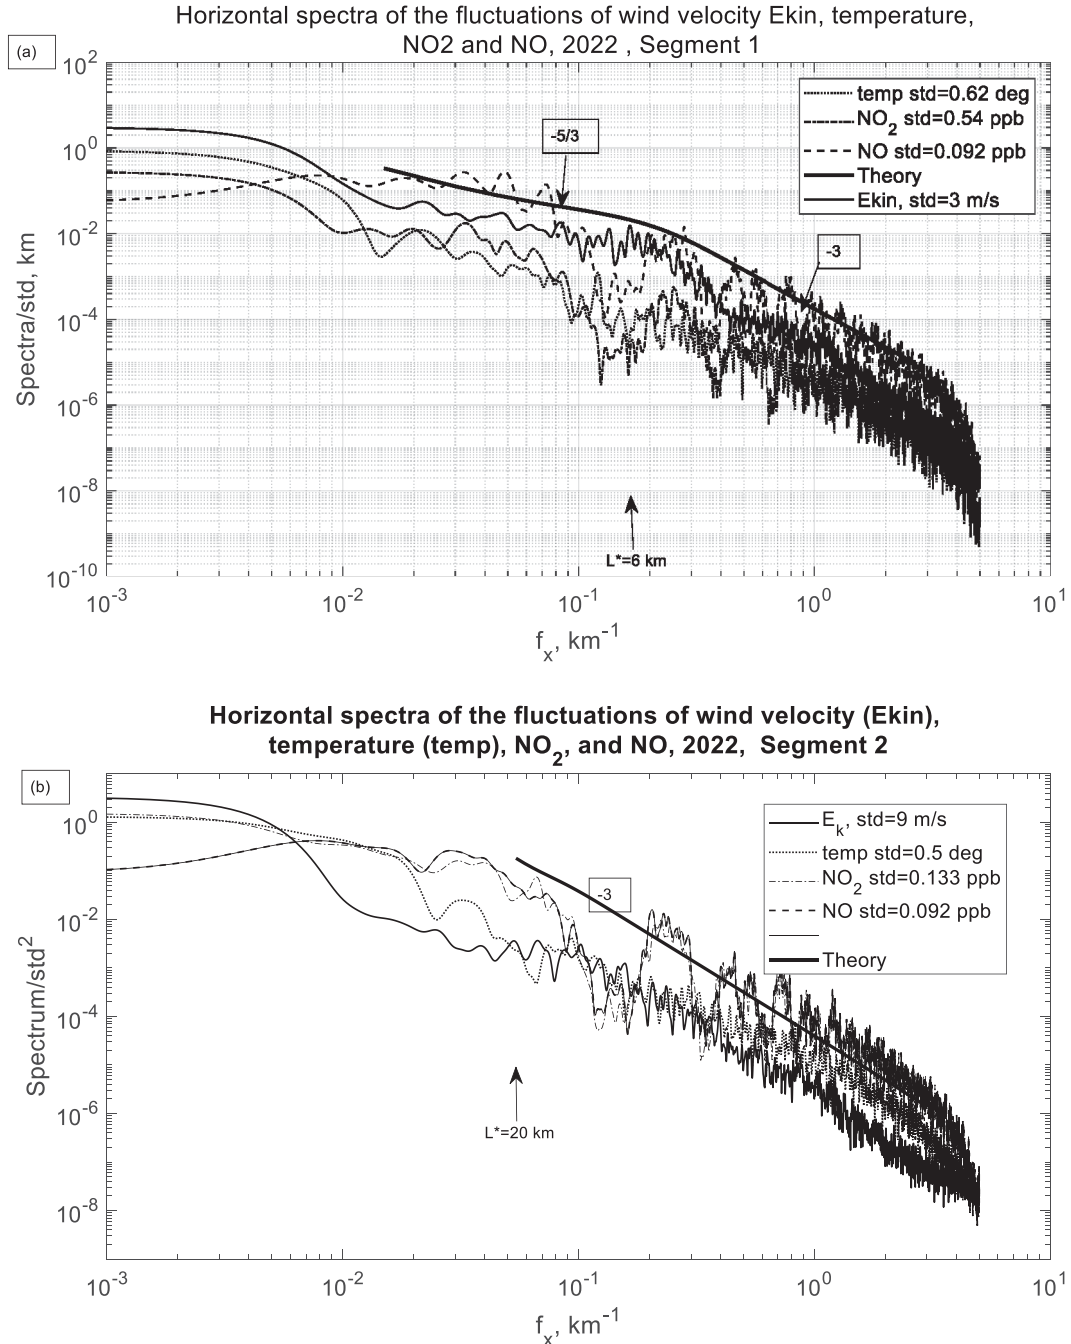 Horizontal spectra of the fluctuations of wind velocity Ekin, temperature,
NO2 and NO, 2022 , Segment 1
(a)
10^2
10^0
10^-2
10^-4
10^-6
10^-8
10^-10
Spectra/std, km
-5/3
-3
temp std=0.62 deg
NO_2 std=0.54 ppb
NO std=0.092 ppb
Theory
Ekin, std=3 m/s
L*=6 km
10^-3 10^-2 10^-1 10^0 10^1
f_x, km^-1
Horizontal spectra of the fluctuations of wind velocity (Ekin),
temperature (temp), NO_2, and NO, 2022, Segment 2
(b)
10^0
10^-2
10^-4
10^-6
10^-8
Spectrum/std^2
-3
E_k, std=9 m/s
temp std=0.5 deg
NO_2 std=0.133 ppb
NO std=0.092 ppb
Theory
L*=20 km
10^-3 10^-2 10^-1 10^0 10^1
f_x, km^-1